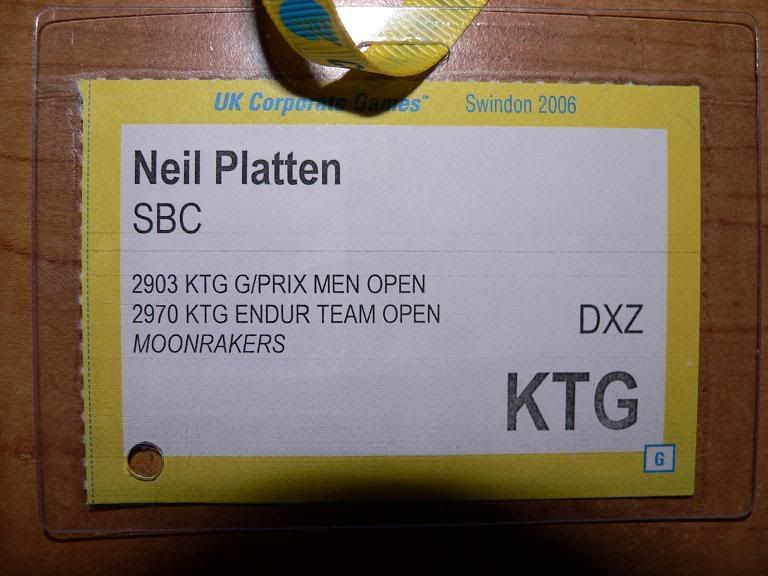 UK Corporate Games™ Swindon 2006
Neil Platten
SBC
2903 KTG G/PRIX MEN OPEN
2970 KTG ENDUR TEAM OPEN
MOONRAKERS
DXZ
KTG
G